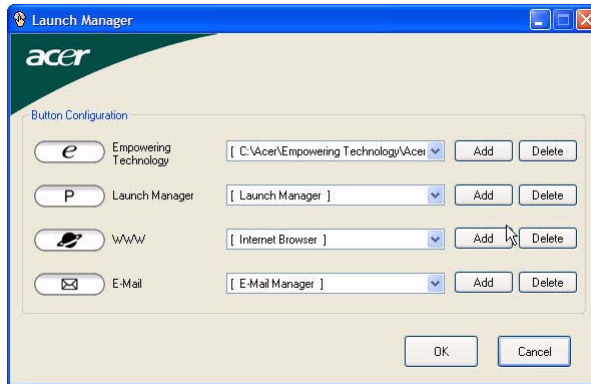 Launch Manager
acer
Button Configuration
e Empowering Technology [ C:\Acer\Empowering Technology\Acer Add Delete
P Launch Manager [ Launch Manager ] Add Delete
WWW [ Internet Browser ] Add Delete
E-Mail [ E-Mail Manager ] Add Delete
OK Cancel